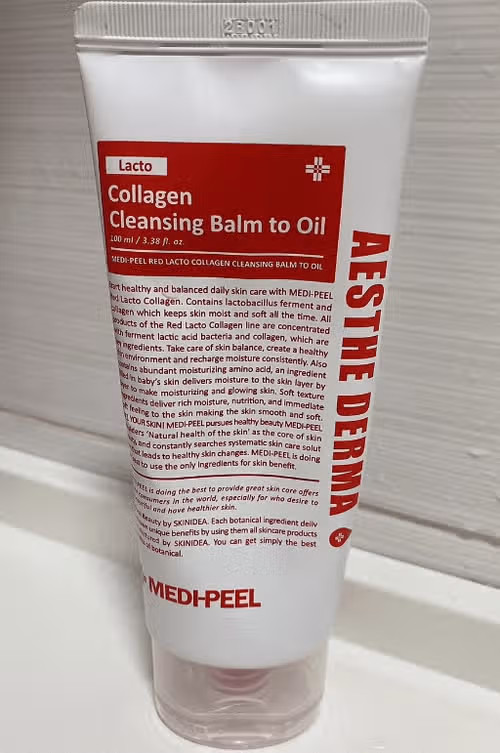 2E001
Lacto
Collagen
Cleansing Balm to Oil
100 ml / 3.38 fl. oz.
MEDI-PEEL RED LACTO COLLAGEN CLEANSING BALM TO OIL
healthy and balanced daily skin care with MEDI-PEEL
Red Lacto Collagen. Contains lactobacillus ferment and
collagen which keeps skin moist and soft all the time. All
products of the Red Lacto Collagen line are concentrated
with ferment lactic acid bacteria and collagen, which are
ingredients. Take care of skin balance, create a healthy
environment and recharge moisture consistently. Also
abundant moisturizing amino acid, an ingredient
in baby's skin delivers moisture to the skin layer by
to make moisturizing and glowing skin. Soft texture
deliver rich moisture, nutrition, and immediate
feeling to the skin making the skin smooth and soft.
YOUR SKIN! MEDI-PEEL pursues healthy beauty MEDI-PEEL
'Natural health of the skin' as the core of skin
and constantly searches systematic skin care solut
that leads to healthy skin changes. MEDI-PEEL is doing
to use the only ingredients for skin benefit.
is doing the best to provide great skin care offers
consumers in the world, especially for who desire to
and have healthier skin.
Beauty by SKINIDEA. Each botanical ingredient deliv
unique benefits by using them all skincare products
by SKINIDEA. You can get simply the best
of botanical.
MEDI-PEEL
AESTHE DERMA